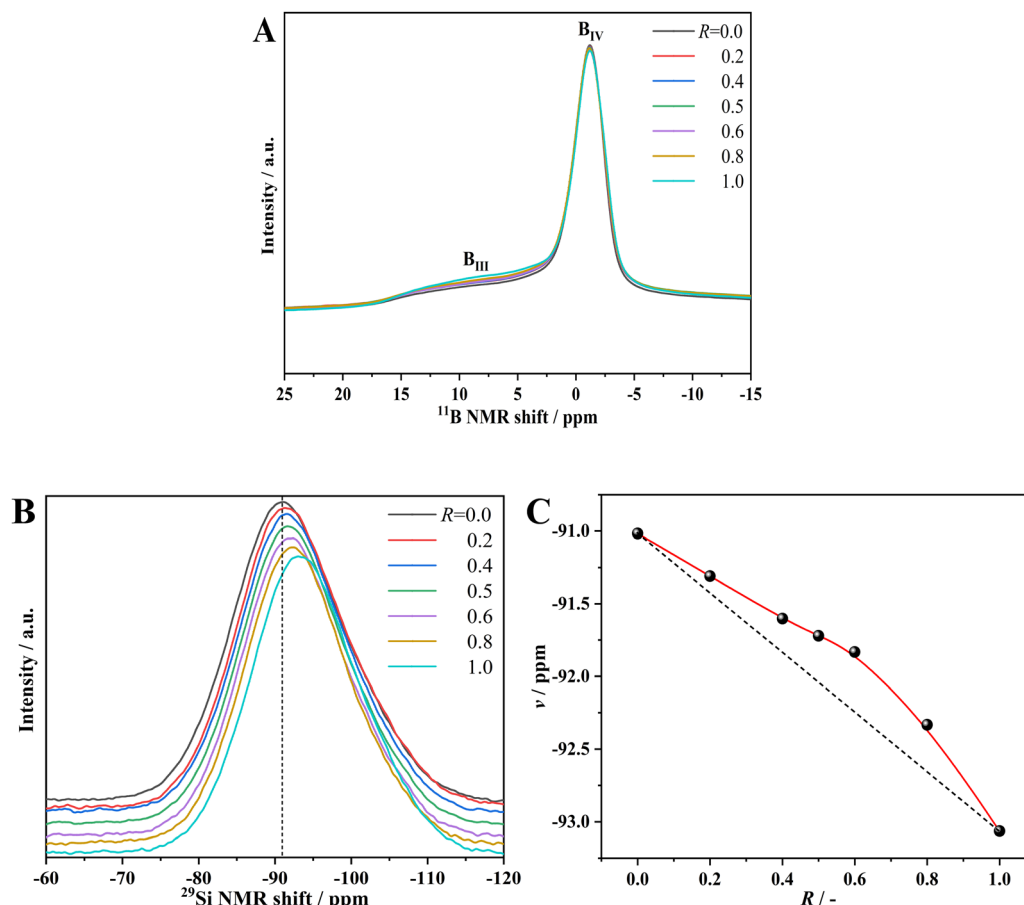 A
Intensity / a.u.
B_IV
B_III
R=0.0
0.2
0.4
0.5
0.6
0.8
1.0
25 20 15 10 5 0 -5 -10 -15
¹¹B NMR shift / ppm
B
Intensity / a.u.
R=0.0
0.2
0.4
0.5
0.6
0.8
1.0
-60 -70 -80 -90 -100 -110 -120
²⁹Si NMR shift / ppm
C
ν / ppm
-91.0
-91.5
-92.0
-92.5
-93.0
0.0 0.2 0.4 0.6 0.8 1.0
R / -